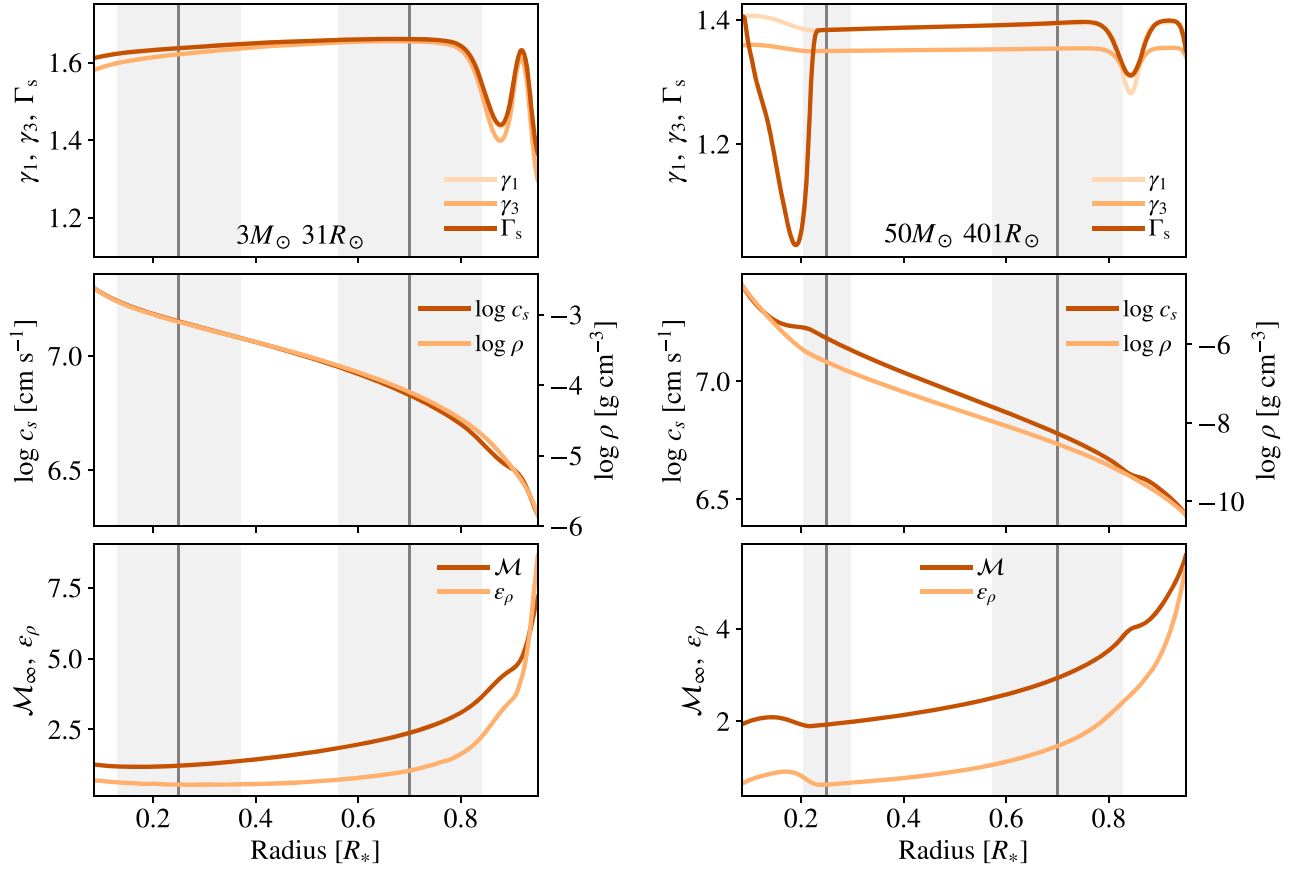 γ₁, γ₃, Γₛ
1.6
1.4
1.2
γ₁
γ₃
Γₛ
3M☉ 31R☉
γ₁, γ₃, Γₛ
1.4
1.2
γ₁
γ₃
Γₛ
50M☉ 401R☉
log cₛ [cm s⁻¹]
7.0
6.5
log cₛ
log ρ
−3
−4
−5
−6
log ρ [g cm⁻³]
log cₛ [cm s⁻¹]
7.0
6.5
log cₛ
log ρ
−6
−8
−10
log ρ [g cm⁻³]
ℳ∞, ε_ρ
7.5
5.0
2.5
ℳ
ε_ρ
0.2 0.4 0.6 0.8
Radius [R∗]
ℳ∞, ε_ρ
4
2
ℳ
ε_ρ
0.2 0.4 0.6 0.8
Radius [R∗]